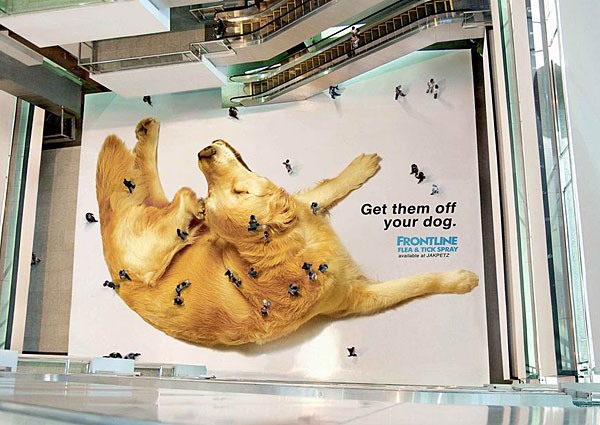 Get them off
your dog.
FRONTLINE
FLEA & TICK SPRAY
available at JAKPETZ